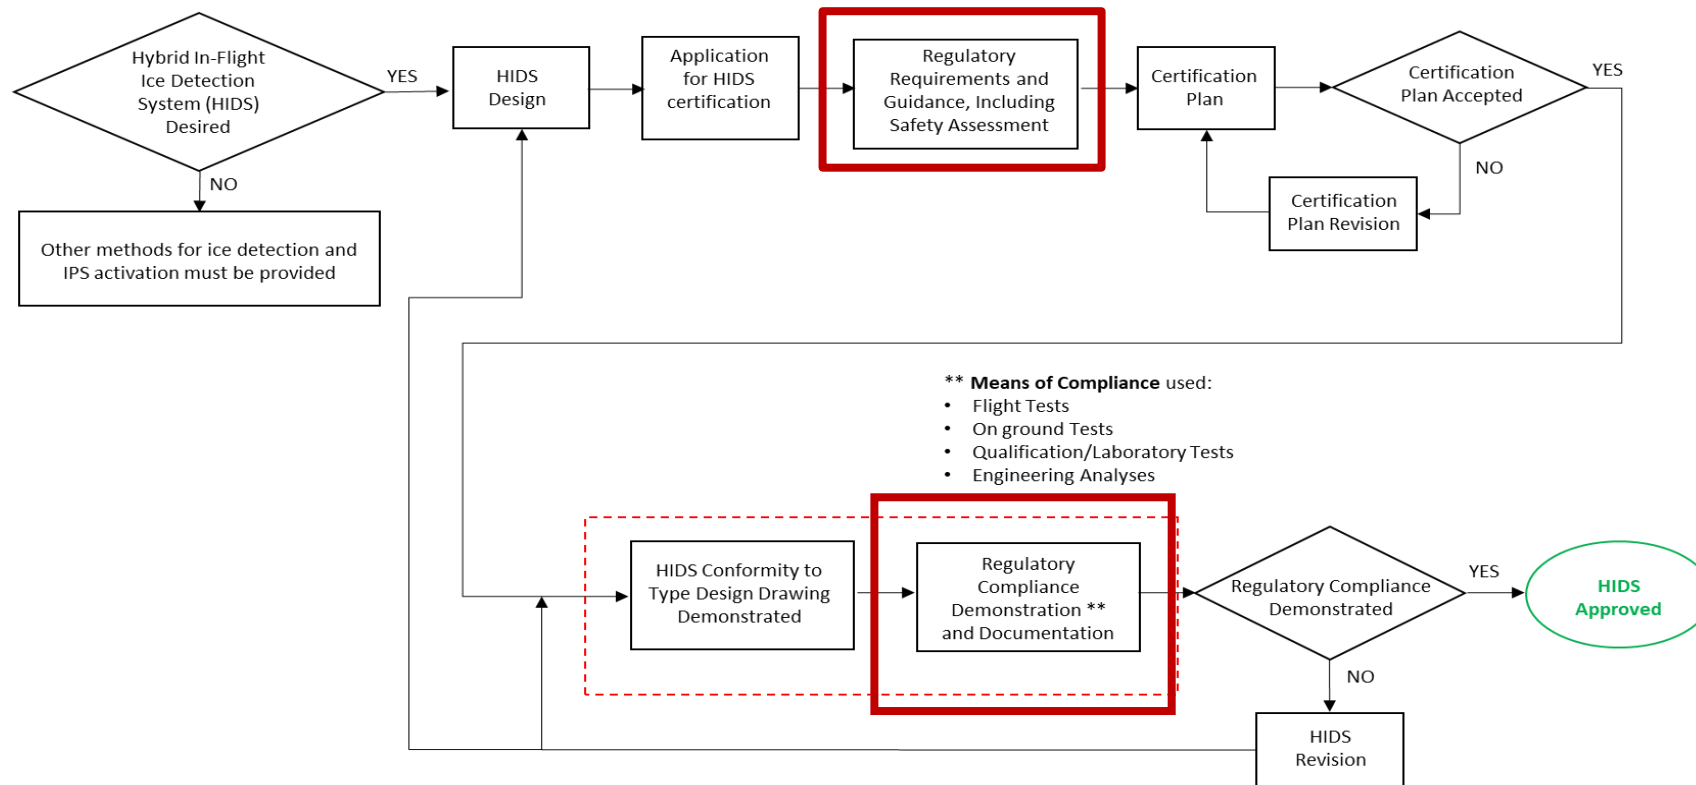 Hybrid In-Flight
Ice Detection
System (HIDS)
Desired
YES
NO
Other methods for ice detection and
IPS activation must be provided
HIDS
Design
Application
for HIDS
certification
Regulatory
Requirements and
Guidance, Including
Safety Assessment
Certification
Plan
Certification
Plan Accepted
YES
NO
Certification
Plan Revision
** Means of Compliance used:
• Flight Tests
• On ground Tests
• Qualification/Laboratory Tests
• Engineering Analyses
HIDS Conformity to
Type Design Drawing
Demonstrated
Regulatory
Compliance
Demonstration **
and Documentation
Regulatory Compliance
Demonstrated
YES
HIDS
Approved
NO
HIDS
Revision